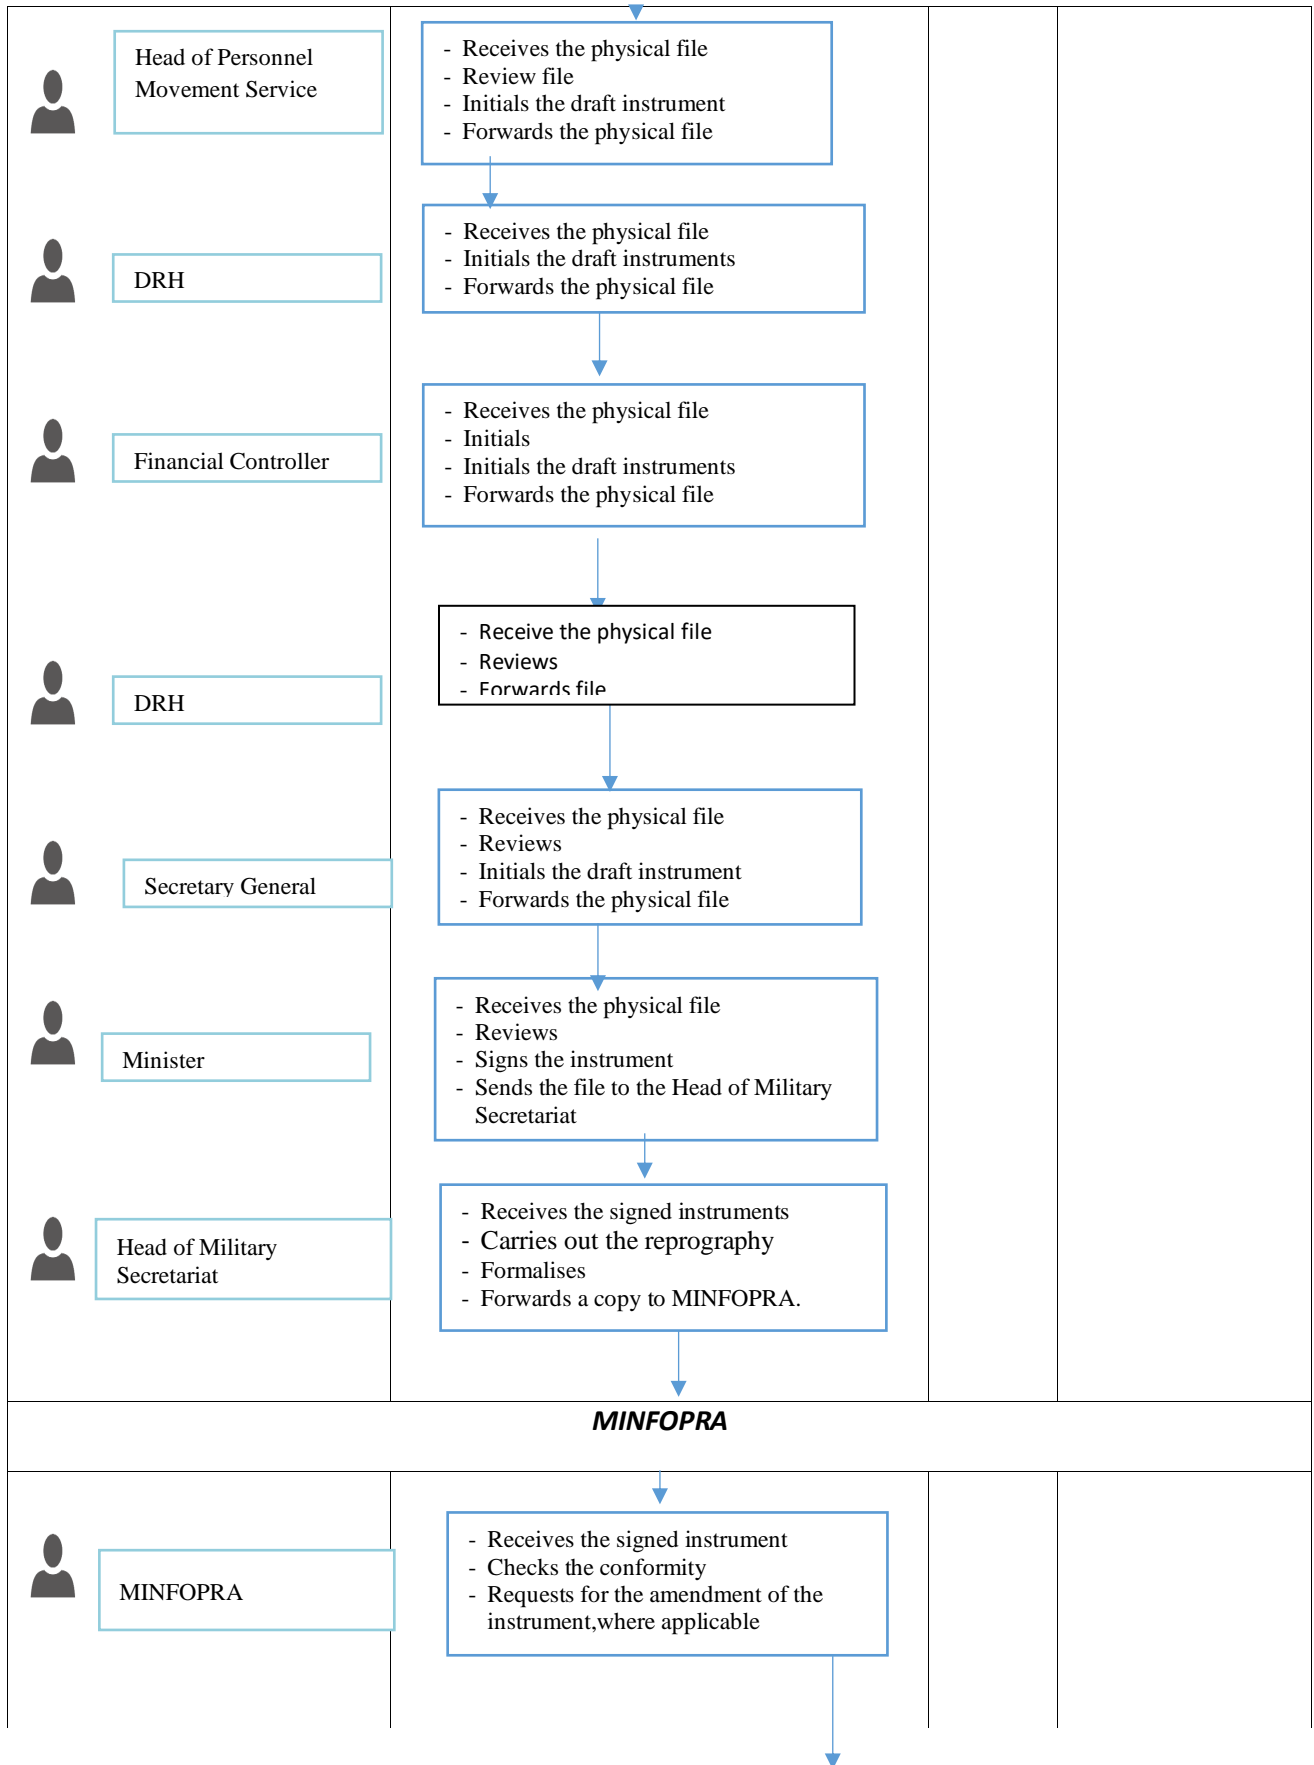 Head of Personnel
Movement Service
- Receives the physical file
- Review file
- Initials the draft instrument
- Forwards the physical file
DRH
- Receives the physical file
- Initials the draft instruments
- Forwards the physical file
Financial Controller
- Receives the physical file
- Initials
- Initials the draft instruments
- Forwards the physical file
DRH
- Receive the physical file
- Reviews
- Forwards file
Secretary General
- Receives the physical file
- Reviews
- Initials the draft instrument
- Forwards the physical file
Minister
- Receives the physical file
- Reviews
- Signs the instrument
- Sends the file to the Head of Military
Secretariat
Head of Military
Secretariat
- Receives the signed instruments
- Carries out the reprography
- Formalises
- Forwards a copy to MINFOPRA.
MINFOPRA
MINFOPRA
- Receives the signed instrument
- Checks the conformity
- Requests for the amendment of the
instrument,where applicable